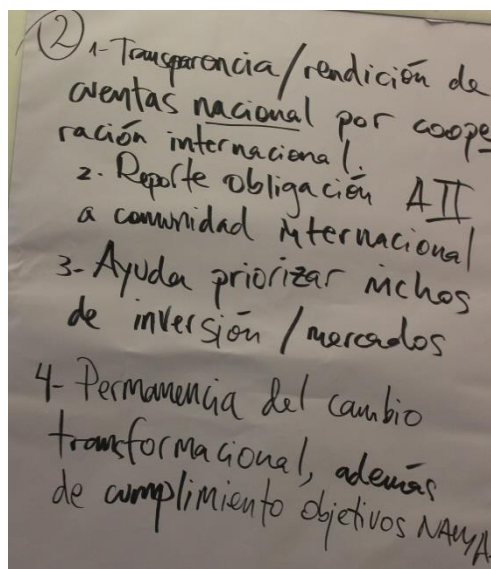 ② 1- Transparencia/rendición de
cuentas nacional por coope
ración internacional.
2. Reporte obligación AII
a comunidad internacional
3- Ayuda priorizar nichos
de inversión / mercados
4- Permanencia del cambio
transformacional, además
de cumplimiento objetivos NAMA.